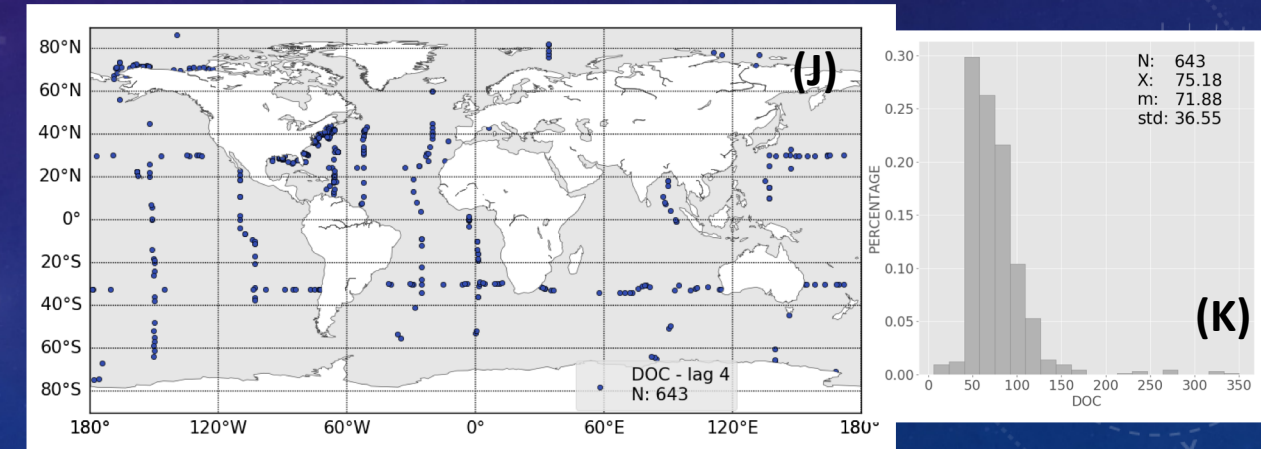 80°N
60°N
40°N
20°N
0°
20°S
40°S
60°S
80°S
180°
120°W
60°W
0°
60°E
120°E
180°
(J)
DOC - lag 4
N: 643
PERCENTAGE
0.30
0.25
0.20
0.15
0.10
0.05
0.00
0
50
100
150
200
250
300
350
DOC
N: 643
X: 75.18
m: 71.88
std: 36.55
(K)